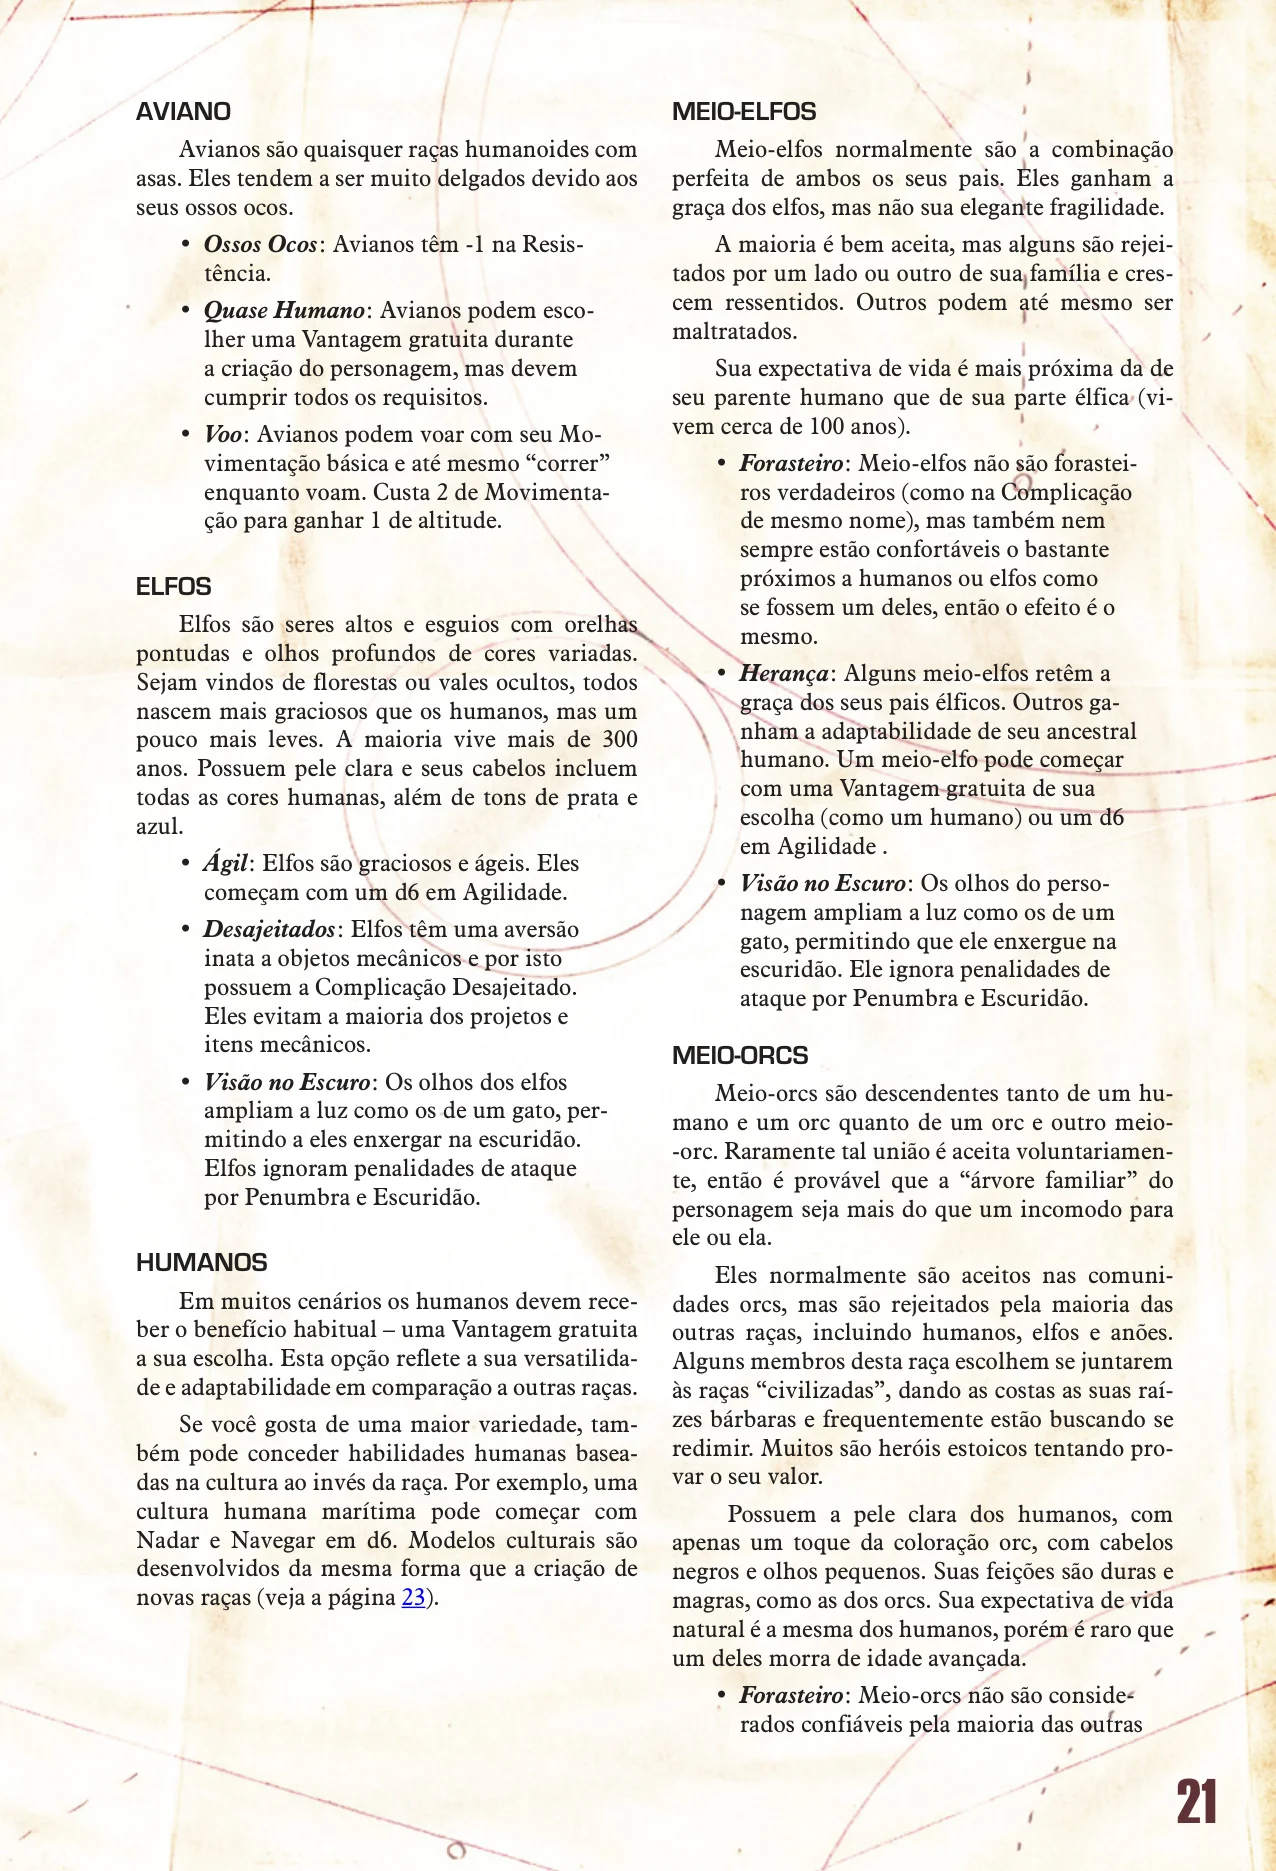 AVIANO
Avianos são quaisquer raças humanoides com
asas. Eles tendem a ser muito delgados devido aos
seus ossos ocos.
• Ossos Ocos: Avianos têm -1 na Resis-
tência.
• Quase Humano: Avianos podem esco-
lher uma Vantagem gratuita durante
a criação do personagem, mas devem
cumprir todos os requisitos.
• Voo: Avianos podem voar com seu Mo-
vimentação básica e até mesmo “correr”
enquanto voam. Custa 2 de Movimenta-
ção para ganhar 1 de altitude.
ELFOS
Elfos são seres altos e esguios com orelhas
pontudas e olhos profundos de cores variadas.
Sejam vindos de florestas ou vales ocultos, todos
nascem mais graciosos que os humanos, mas um
pouco mais leves. A maioria vive mais de 300
anos. Possuem pele clara e seus cabelos incluem
todas as cores humanas, além de tons de prata e
azul.
• Ágil: Elfos são graciosos e ágeis. Eles
começam com um d6 em Agilidade.
• Desajeitados: Elfos têm uma aversão
inata a objetos mecânicos e por isto
possuem a Complicação Desajeitado.
Eles evitam a maioria dos projetos e
itens mecânicos.
• Visão no Escuro: Os olhos dos elfos
ampliam a luz como os de um gato, per-
mitindo a eles enxergar na escuridão.
Elfos ignoram penalidades de ataque
por Penumbra e Escuridão.
HUMANOS
Em muitos cenários os humanos devem rece-
ber o benefício habitual – uma Vantagem gratuita
a sua escolha. Esta opção reflete a sua versatilida-
de e adaptabilidade em comparação a outras raças.
Se você gosta de uma maior variedade, tam-
bém pode conceder habilidades humanas basea-
das na cultura ao invés da raça. Por exemplo, uma
cultura humana marítima pode começar com
Nadar e Navegar em d6. Modelos culturais são
desenvolvidos da mesma forma que a criação de
novas raças (veja a página 23).
MEIO-ELFOS
Meio-elfos normalmente são a combinação
perfeita de ambos os seus pais. Eles ganham a
graça dos elfos, mas não sua elegante fragilidade.
A maioria é bem aceita, mas alguns são rejei-
tados por um lado ou outro de sua família e cres-
cem ressentidos. Outros podem até mesmo ser
maltratados.
Sua expectativa de vida é mais próxima da de
seu parente humano que de sua parte élfica (vi-
vem cerca de 100 anos).
• Forasteiro: Meio-elfos não são forastei-
ros verdadeiros (como na Complicação
de mesmo nome), mas também nem
sempre estão confortáveis o bastante
próximos a humanos ou elfos como
se fossem um deles, então o efeito é o
mesmo.
• Herança: Alguns meio-elfos retêm a
graça dos seus pais élficos. Outros ga-
nham a adaptabilidade de seu ancestral
humano. Um meio-elfo pode começar
com uma Vantagem gratuita de sua
escolha (como um humano) ou um d6
em Agilidade .
• Visão no Escuro: Os olhos do perso-
nagem ampliam a luz como os de um
gato, permitindo que ele enxergue na
escuridão. Ele ignora penalidades de
ataque por Penumbra e Escuridão.
MEIO-ORCS
Meio-orcs são descendentes tanto de um hu-
mano e um orc quanto de um orc e outro meio-
-orc. Raramente tal união é aceita voluntariamen-
te, então é provável que a “árvore familiar” do
personagem seja mais do que um incomodo para
ele ou ela.
Eles normalmente são aceitos nas comuni-
dades orcs, mas são rejeitados pela maioria das
outras raças, incluindo humanos, elfos e anões.
Alguns membros desta raça escolhem se juntarem
às raças “civilizadas”, dando as costas as suas raí-
zes bárbaras e frequentemente estão buscando se
redimir. Muitos são heróis estoicos tentando pro-
var o seu valor.
Possuem a pele clara dos humanos, com
apenas um toque da coloração orc, com cabelos
negros e olhos pequenos. Suas feições são duras e
magras, como as dos orcs. Sua expectativa de vida
natural é a mesma dos humanos, porém é raro que
um deles morra de idade avançada.
• Forasteiro: Meio-orcs não são conside-
rados confiáveis pela maioria das outras
21